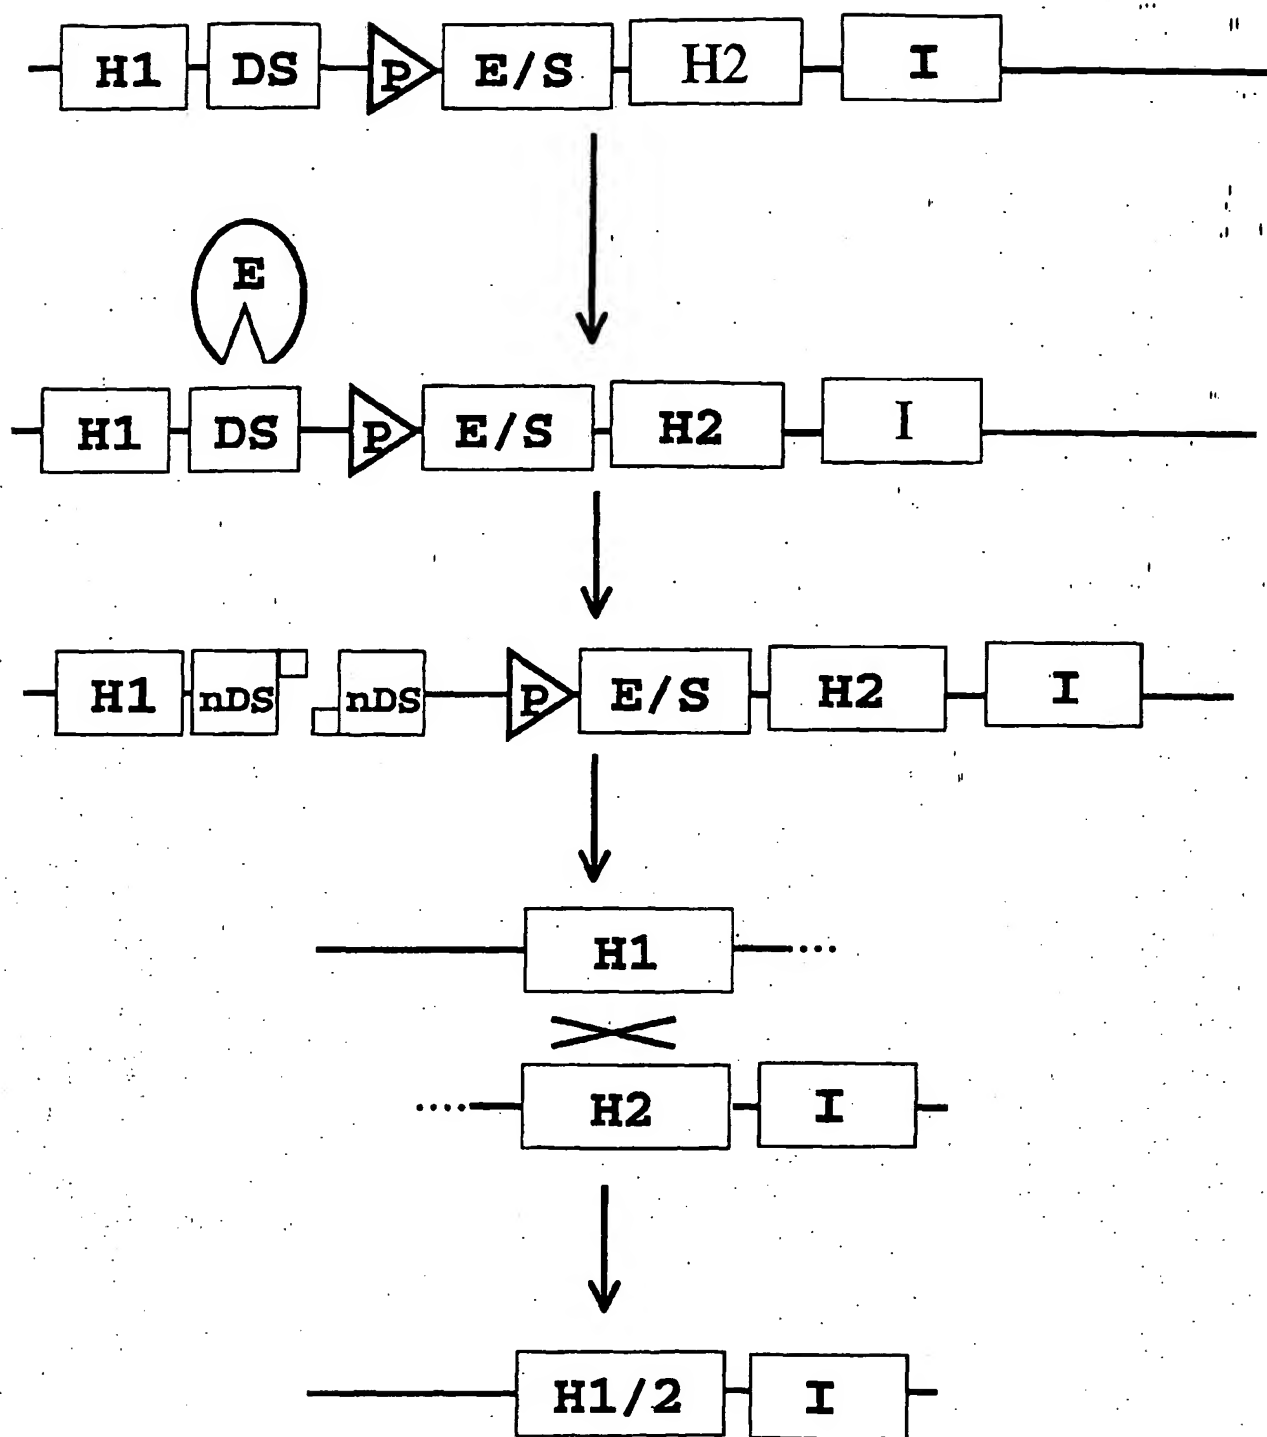 H1 DS P E/S H2 I
E
H1 DS P E/S H2 I
H1 nDS nDS P E/S H2 I
H1 ....
.... H2 I
H1/2 I